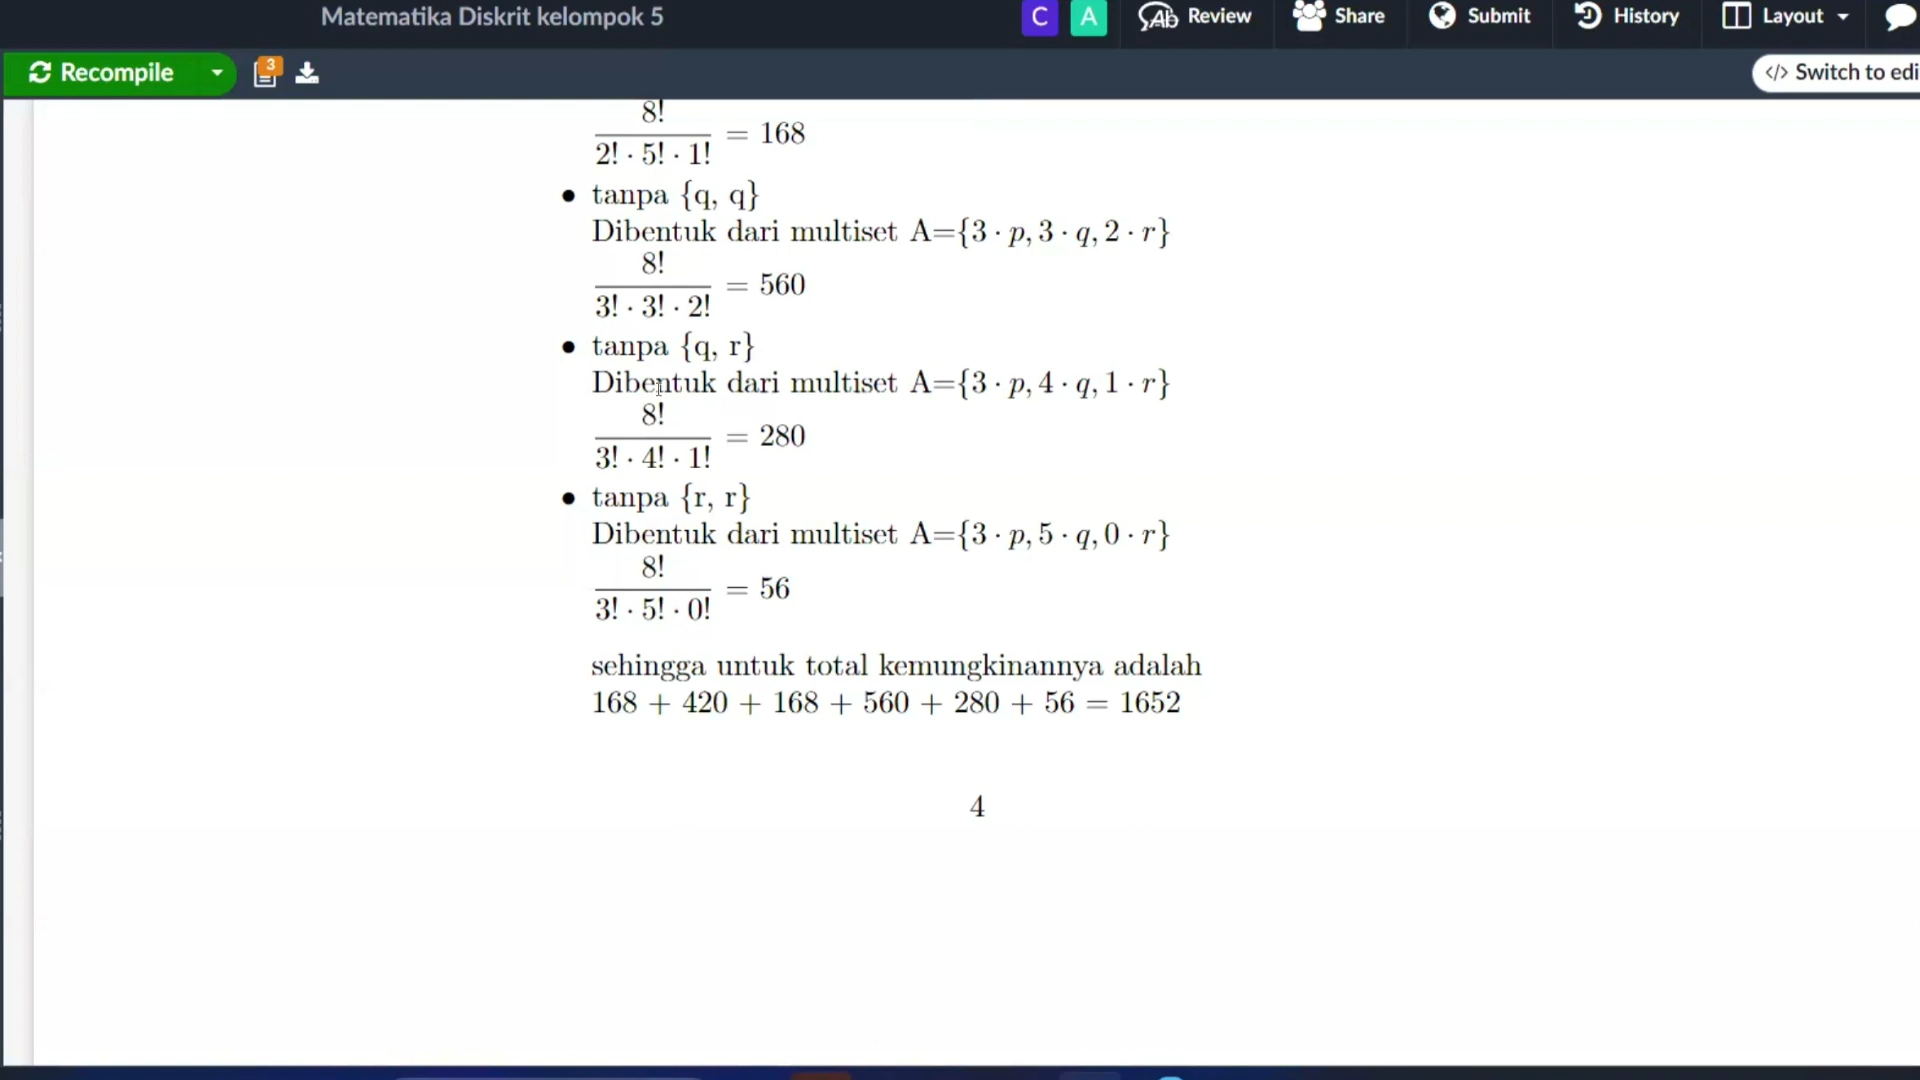 Matematika Diskrit kelompok 5
C A Review Share Submit History Layout
Recompile 3 </> Switch to edi
8!
2! · 5! · 1! = 168
• tanpa {q, q}
Dibentuk dari multiset A={3 · p, 3 · q, 2 · r}
8!
3! · 3! · 2! = 560
• tanpa {q, r}
Dibentuk dari multiset A={3 · p, 4 · q, 1 · r}
8!
3! · 4! · 1! = 280
• tanpa {r, r}
Dibentuk dari multiset A={3 · p, 5 · q, 0 · r}
8!
3! · 5! · 0! = 56
sehingga untuk total kemungkinannya adalah
168 + 420 + 168 + 560 + 280 + 56 = 1652
4